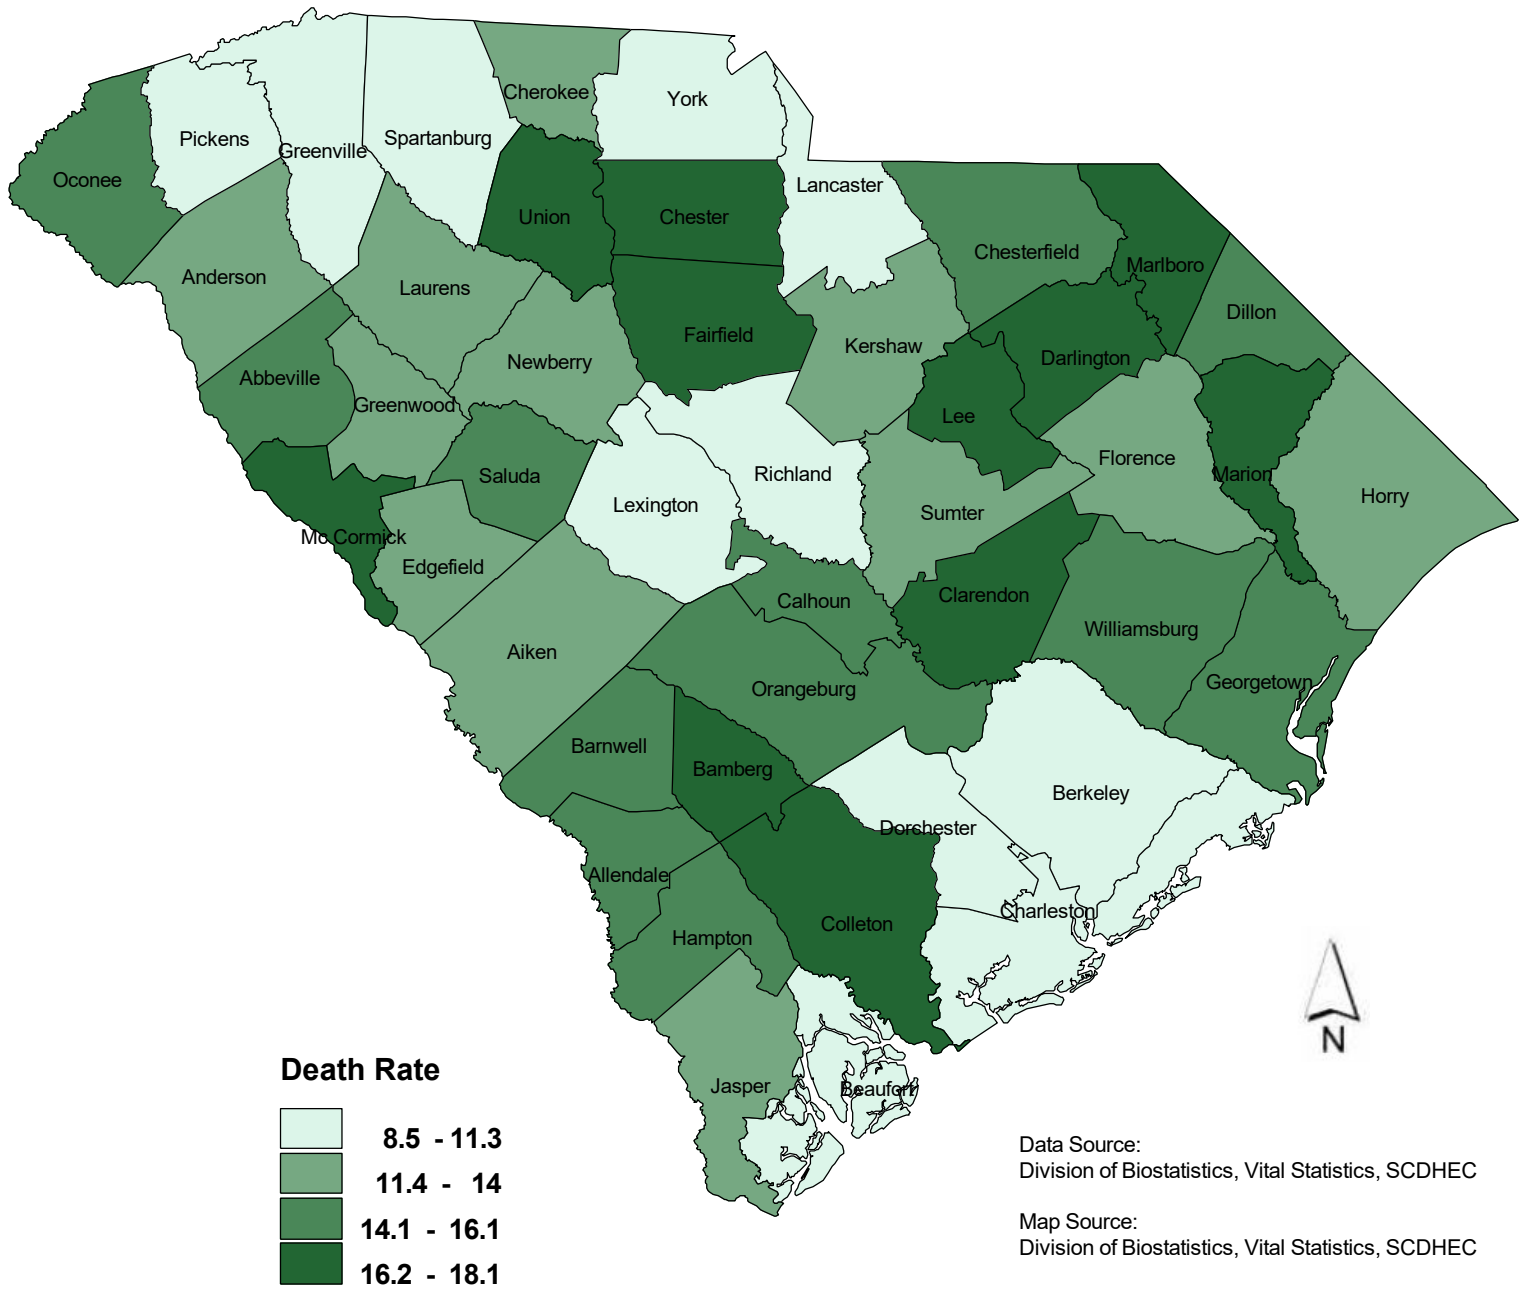 Cherokee
York
Pickens
Spartanburg
Greenville
Oconee
Lancaster
Union
Chester
Chesterfield
Marlboro
Anderson
Laurens
Dillon
Fairfield
Kershaw
Darlington
Newberry
Abbeville
Greenwood
Lee
Florence
Marion
Richland
Saluda
Horry
Lexington
Sumter
Mc Cormick
Edgefield
Clarendon
Calhoun
Williamsburg
Aiken
Georgetown
Orangeburg
Barnwell
Bamberg
Berkeley
Dorchester
Allendale
Charleston
Colleton
Hampton
N
Jasper
Beaufort
Death Rate
8.5 - 11.3
11.4 - 14
14.1 - 16.1
16.2 - 18.1
Data Source:
Division of Biostatistics, Vital Statistics, SCDHEC
Map Source:
Division of Biostatistics, Vital Statistics, SCDHEC